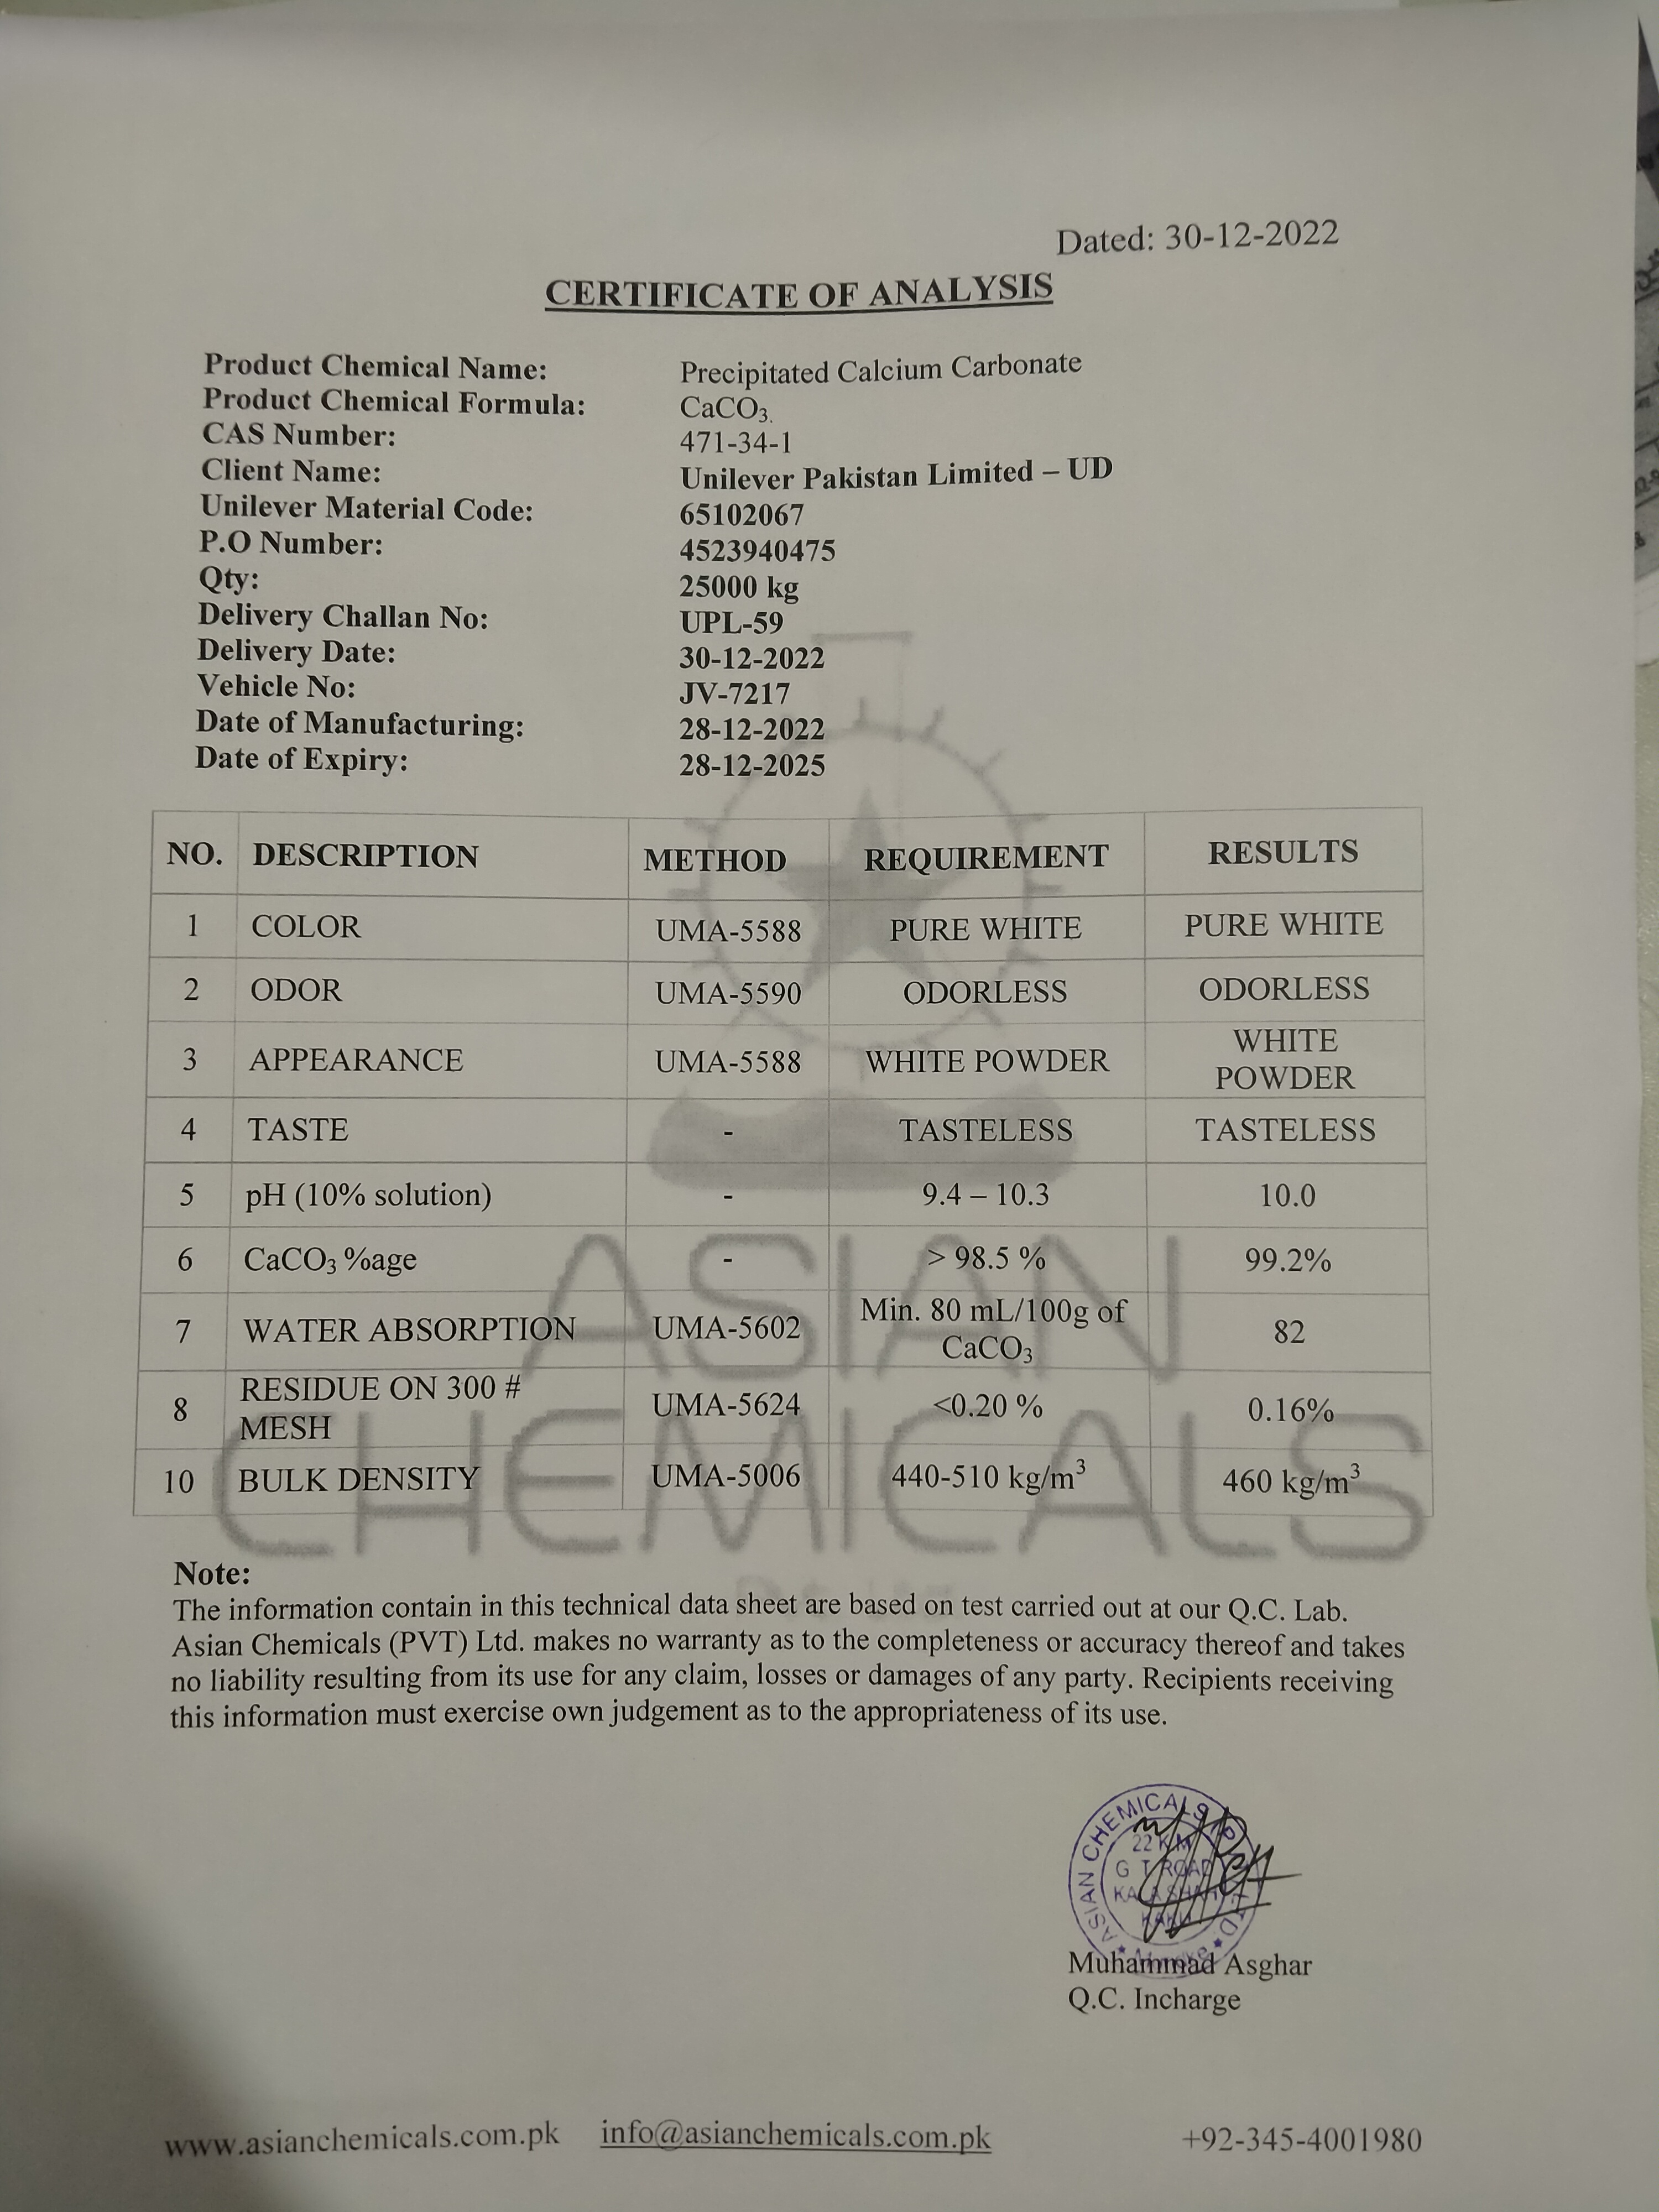 Dated: 30-12-2022
CERTIFICATE OF ANALYSIS
Product Chemical Name: Precipitated Calcium Carbonate
Product Chemical Formula: CaCO3.
CAS Number: 471-34-1
Client Name: Unilever Pakistan Limited – UD
Unilever Material Code: 65102067
P.O Number: 4523940475
Qty: 25000 kg
Delivery Challan No: UPL-59
Delivery Date: 30-12-2022
Vehicle No: JV-7217
Date of Manufacturing: 28-12-2022
Date of Expiry: 28-12-2025
NO. DESCRIPTION METHOD REQUIREMENT RESULTS
1 COLOR UMA-5588 PURE WHITE PURE WHITE
2 ODOR UMA-5590 ODORLESS ODORLESS
3 APPEARANCE UMA-5588 WHITE POWDER WHITE POWDER
4 TASTE - TASTELESS TASTELESS
5 pH (10% solution) - 9.4 – 10.3 10.0
6 CaCO3 %age - > 98.5 % 99.2%
7 WATER ABSORPTION UMA-5602 Min. 80 mL/100g of CaCO3 82
8 RESIDUE ON 300 # MESH UMA-5624 <0.20 % 0.16%
10 BULK DENSITY UMA-5006 440-510 kg/m³ 460 kg/m³
ASIAN
CHEMICALS
Note:
The information contain in this technical data sheet are based on test carried out at our Q.C. Lab.
Asian Chemicals (PVT) Ltd. makes no warranty as to the completeness or accuracy thereof and takes
no liability resulting from its use for any claim, losses or damages of any party. Recipients receiving
this information must exercise own judgement as to the appropriateness of its use.
ASIAN CHEMICALS LTD
22 KM
G T ROAD
KALA SHAH
KAKU
Muhammad Asghar
Q.C. Incharge
www.asianchemicals.com.pk info@asianchemicals.com.pk +92-345-4001980